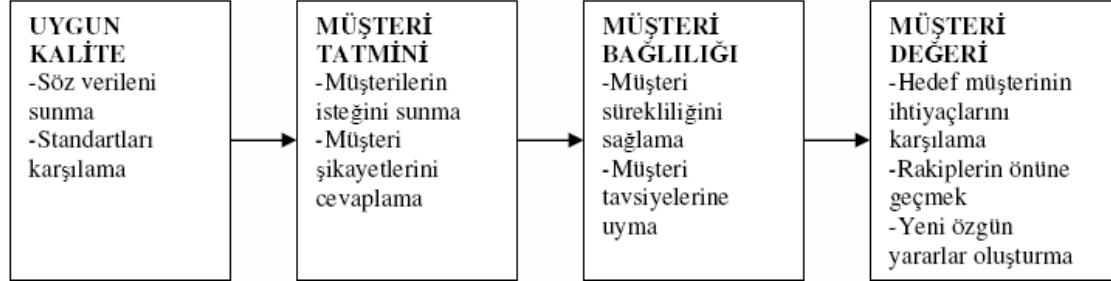 UYGUN
KALİTE
-Söz verileni
sunma
-Standartları
karşılama
MÜŞTERİ
TATMİNİ
-Müşterilerin
isteğini sunma
-Müşteri
şikayetlerini
cevaplama
MÜŞTERİ
BAĞLILIĞI
-Müşteri
sürekliliğini
sağlama
-Müşteri
tavsiyelerine
uyma
MÜŞTERİ
DEĞERİ
-Hedef müşterinin
ihtiyaçlarını
karşılama
-Rakiplerin önüne
geçmek
-Yeni özgün
yararlar oluşturma